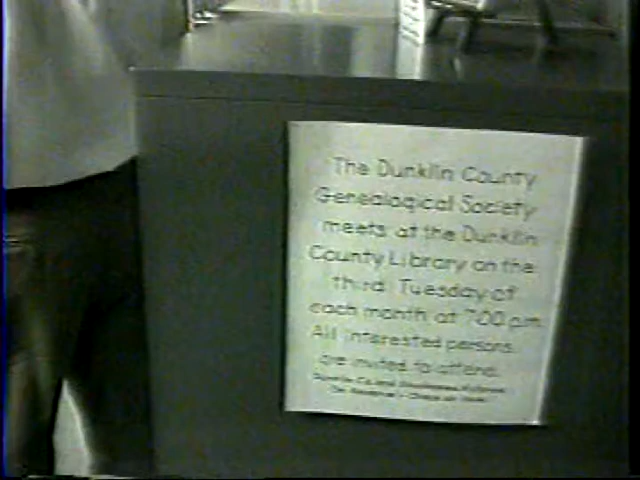 The Dunklin County
Genealogical Society
meets at the Dunklin
County Library on the
third Tuesday of
each month at 7:00 p.m.
All interested persons
are invited to attend.